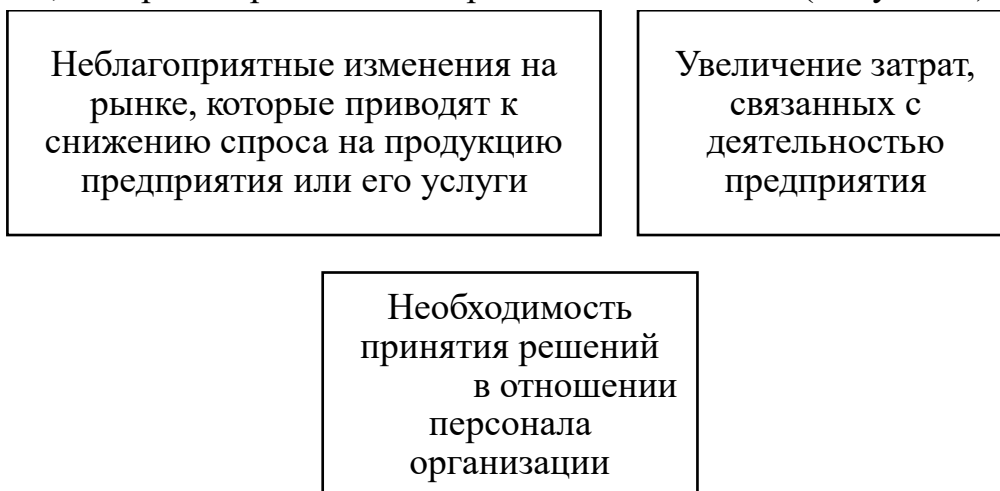 Неблагоприятные изменения на
рынке, которые приводят к
снижению спроса на продукцию
предприятия или его услуги
Увеличение затрат,
связанных с
деятельностью
предприятия
Необходимость
принятия решений
в отношении
персонала
организации